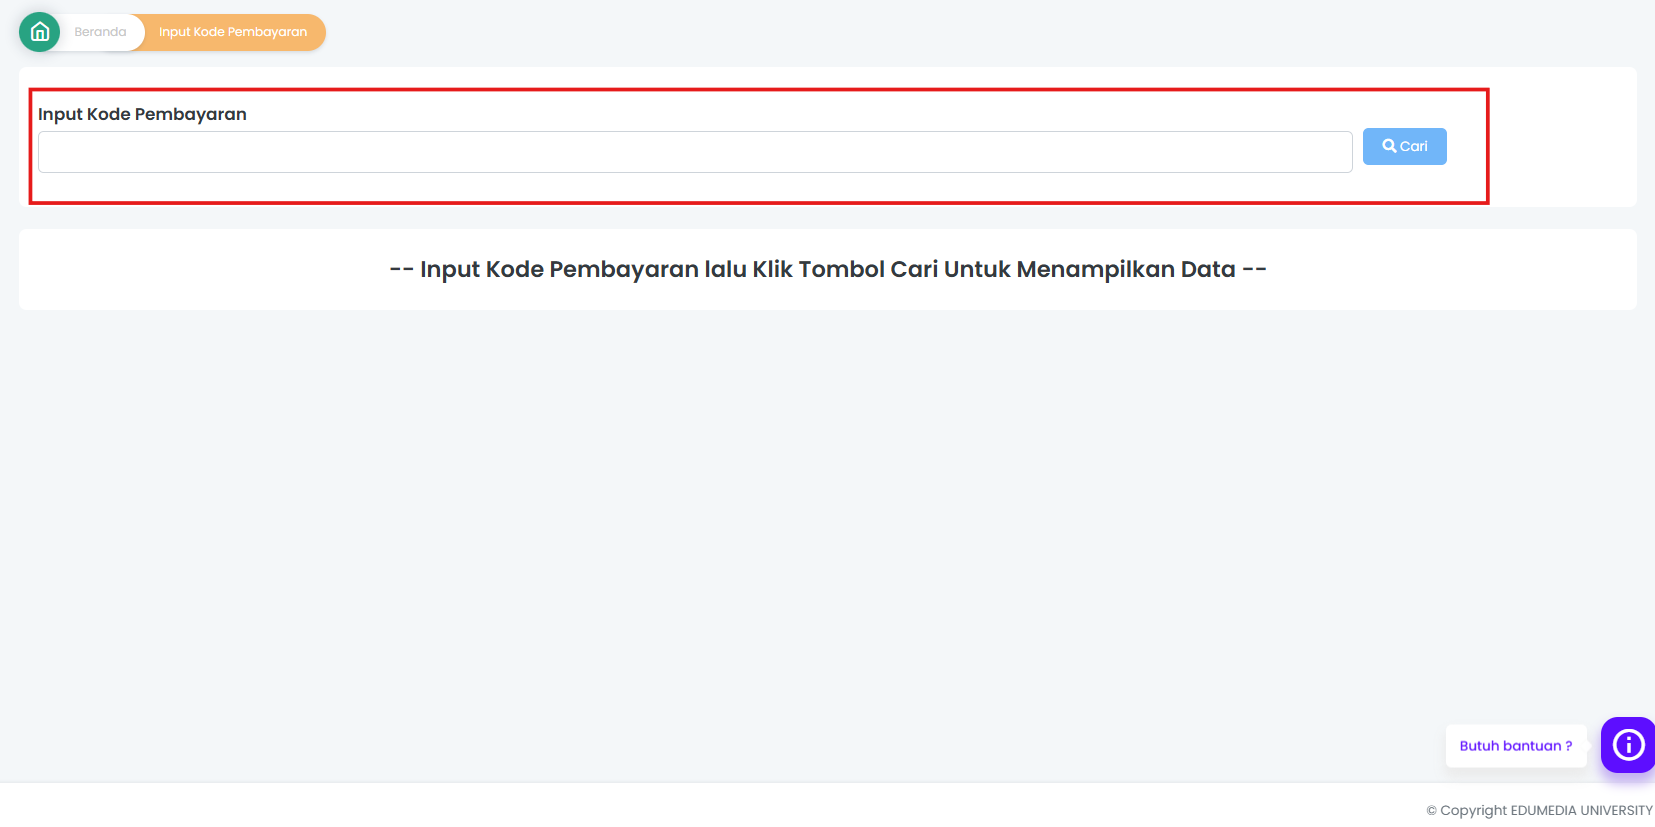 Beranda
Input Kode Pembayaran
Input Kode Pembayaran
Cari
-- Input Kode Pembayaran lalu Klik Tombol Cari Untuk Menampilkan Data --
Butuh bantuan ?
© Copyright EDUMEDIA UNIVERSITY